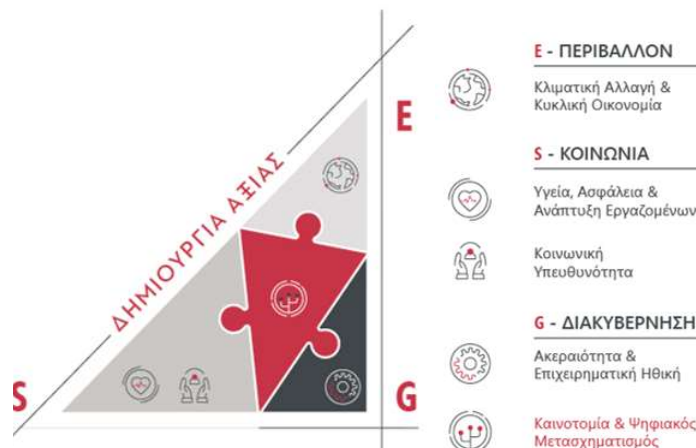 E
ΔΗΜΙΟΥΡΓΙΑ ΑΞΙΑΣ
S
G
E - ΠΕΡΙΒΑΛΛΟΝ
Κλιματική Αλλαγή &
Κυκλική Οικονομία
S - ΚΟΙΝΩΝΙΑ
Υγεία, Ασφάλεια &
Ανάπτυξη Εργαζομένων
Κοινωνική
Υπευθυνότητα
G - ΔΙΑΚΥΒΕΡΝΗΣΗ
Ακεραιότητα &
Επιχειρηματική Ηθική
Καινοτομία & Ψηφιακός
Μετασχηματισμός